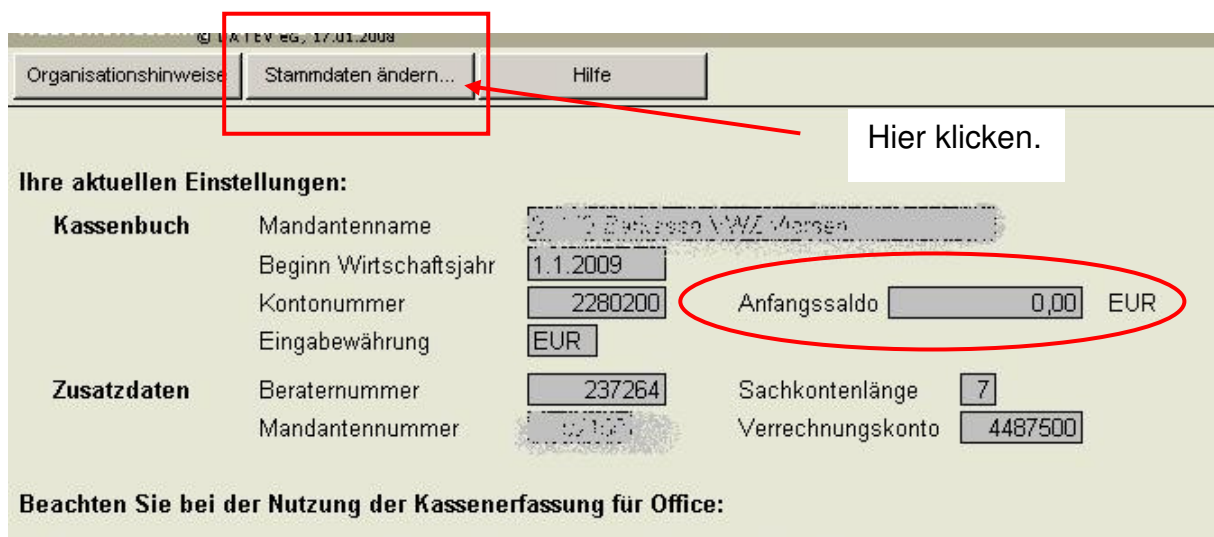 © DATEV eG, 17.01.2008
Organisationshinweise Stammdaten ändern... Hilfe
Hier klicken.
Ihre aktuellen Einstellungen:
Kassenbuch Mandantenname
Beginn Wirtschaftsjahr 1.1.2009
Kontonummer 2280200 Anfangssaldo 0,00 EUR
Eingabewährung EUR
Zusatzdaten Beraternummer 237264 Sachkontenlänge 7
Mandantennummer Verrechnungskonto 4487500
Beachten Sie bei der Nutzung der Kassenerfassung für Office: